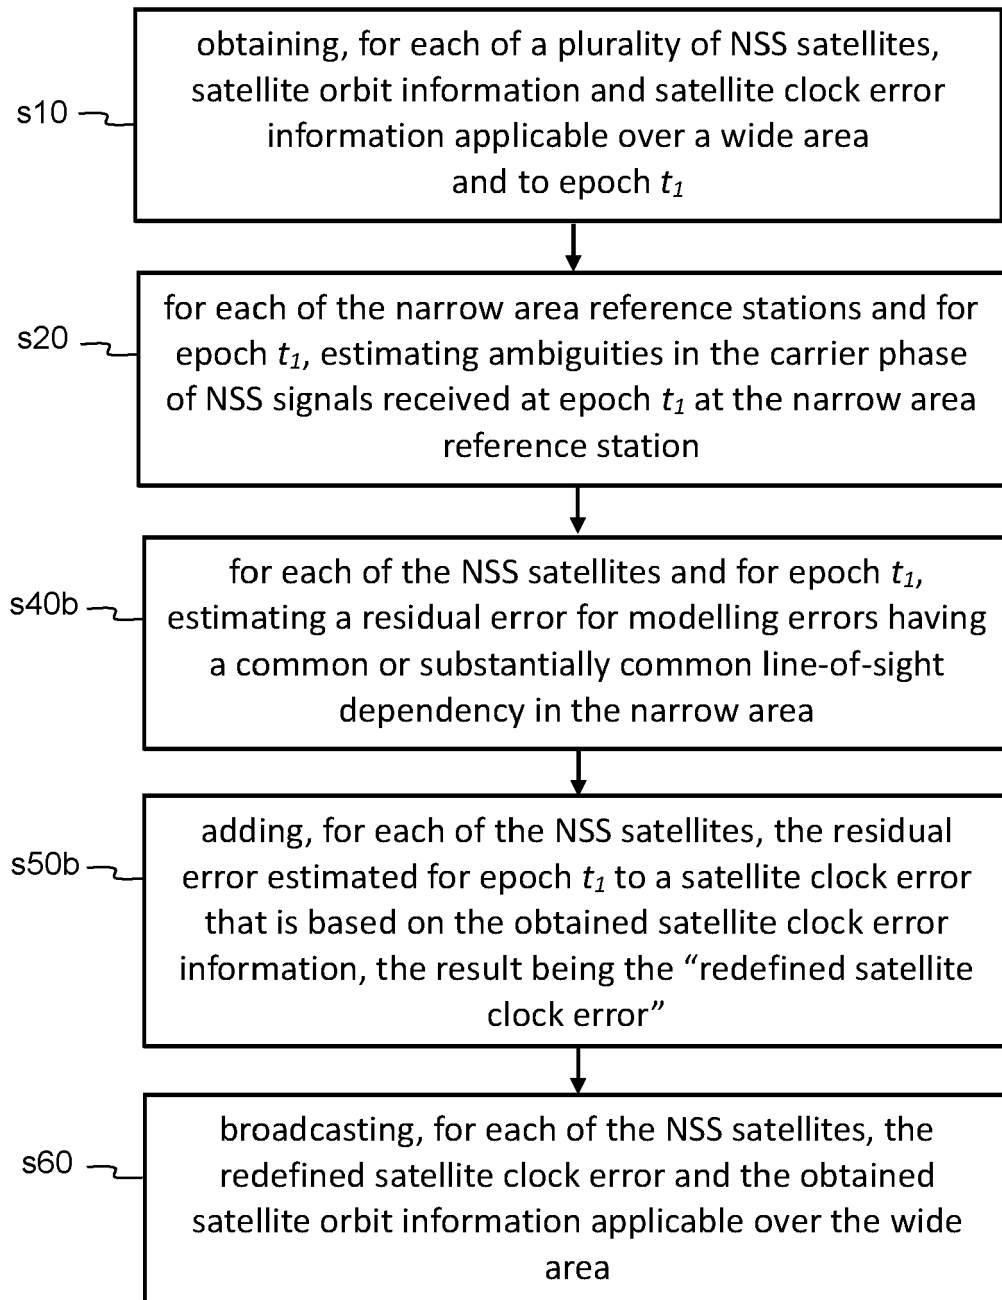 s10
obtaining, for each of a plurality of NSS satellites,
satellite orbit information and satellite clock error
information applicable over a wide area
and to epoch t1
s20
for each of the narrow area reference stations and for
epoch t1, estimating ambiguities in the carrier phase
of NSS signals received at epoch t1 at the narrow area
reference station
s40b
for each of the NSS satellites and for epoch t1,
estimating a residual error for modelling errors having
a common or substantially common line-of-sight
dependency in the narrow area
s50b
adding, for each of the NSS satellites, the residual
error estimated for epoch t1 to a satellite clock error
that is based on the obtained satellite clock error
information, the result being the “redefined satellite
clock error”
s60
broadcasting, for each of the NSS satellites, the
redefined satellite clock error and the obtained
satellite orbit information applicable over the wide
area